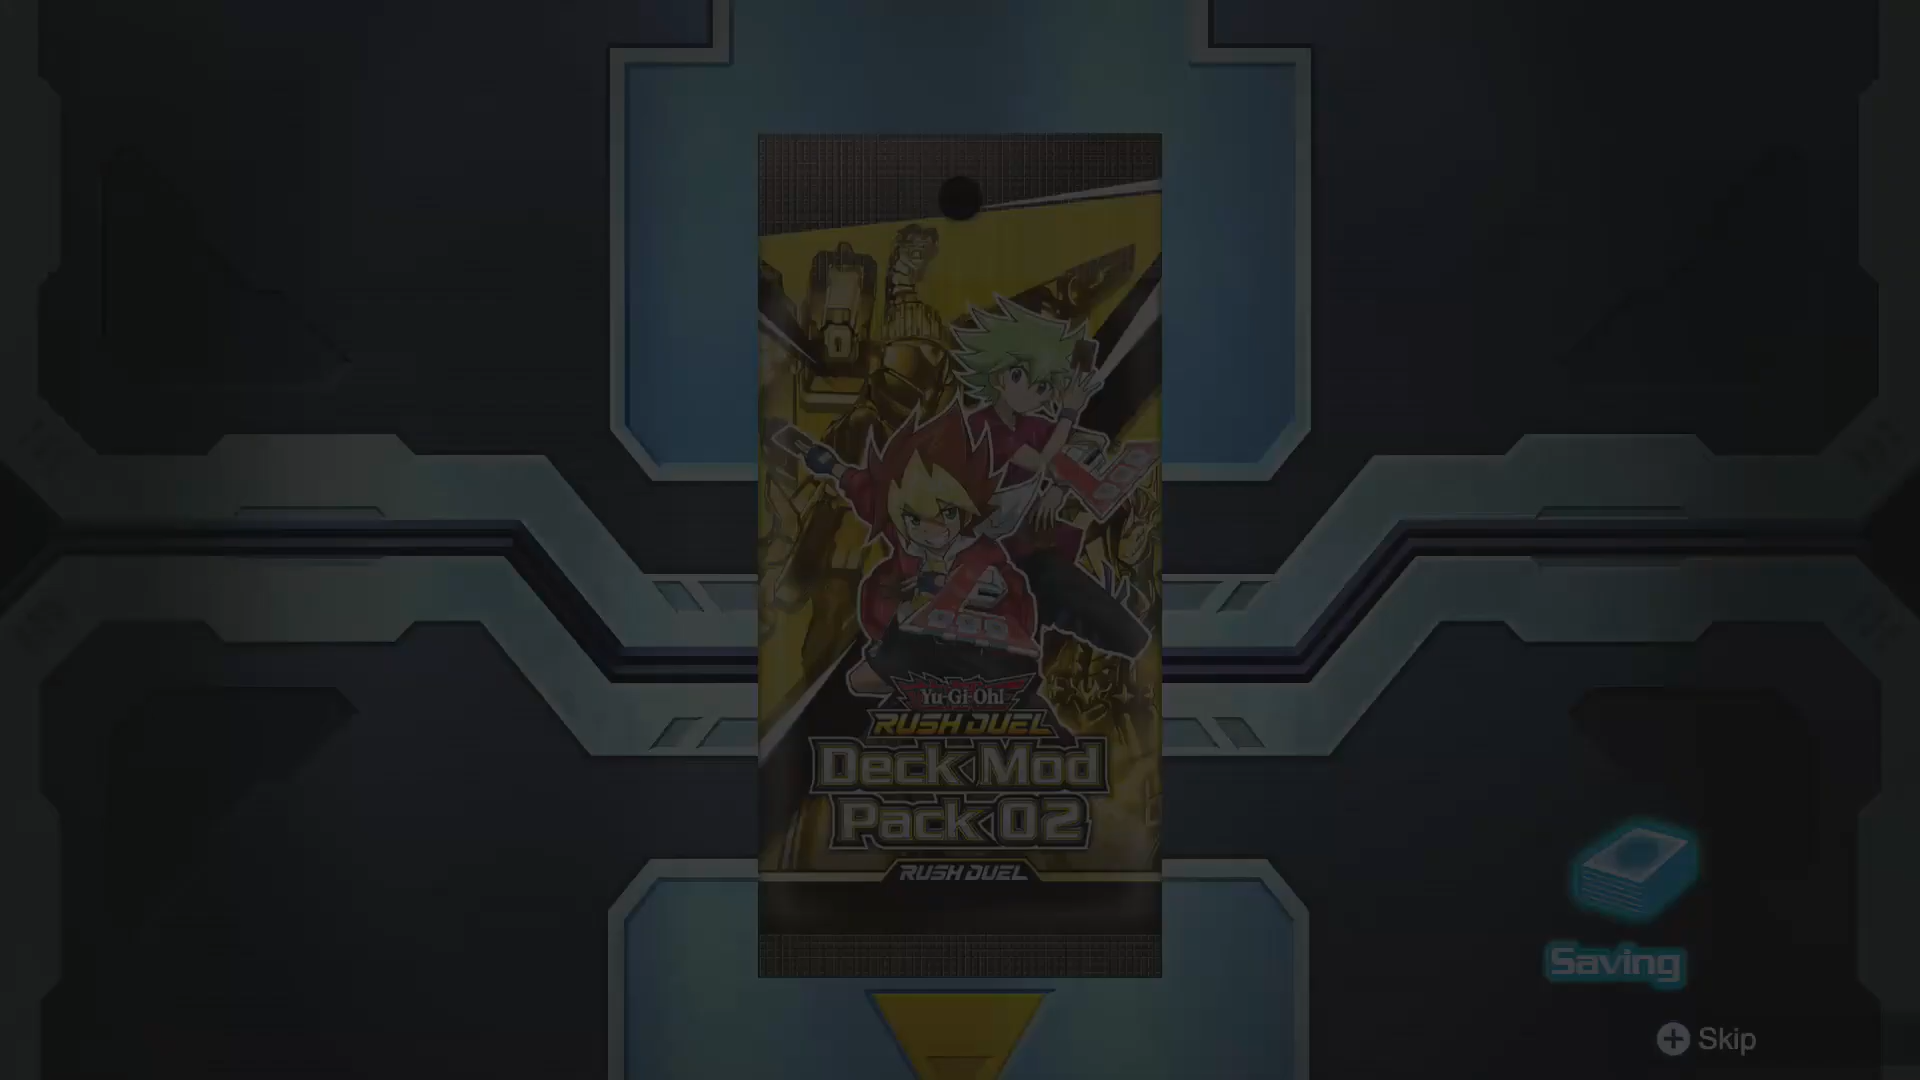 Yu-Gi-Oh!
RUSH DUEL
Deck Mod
Pack 02
RUSH DUEL
Saving
Skip